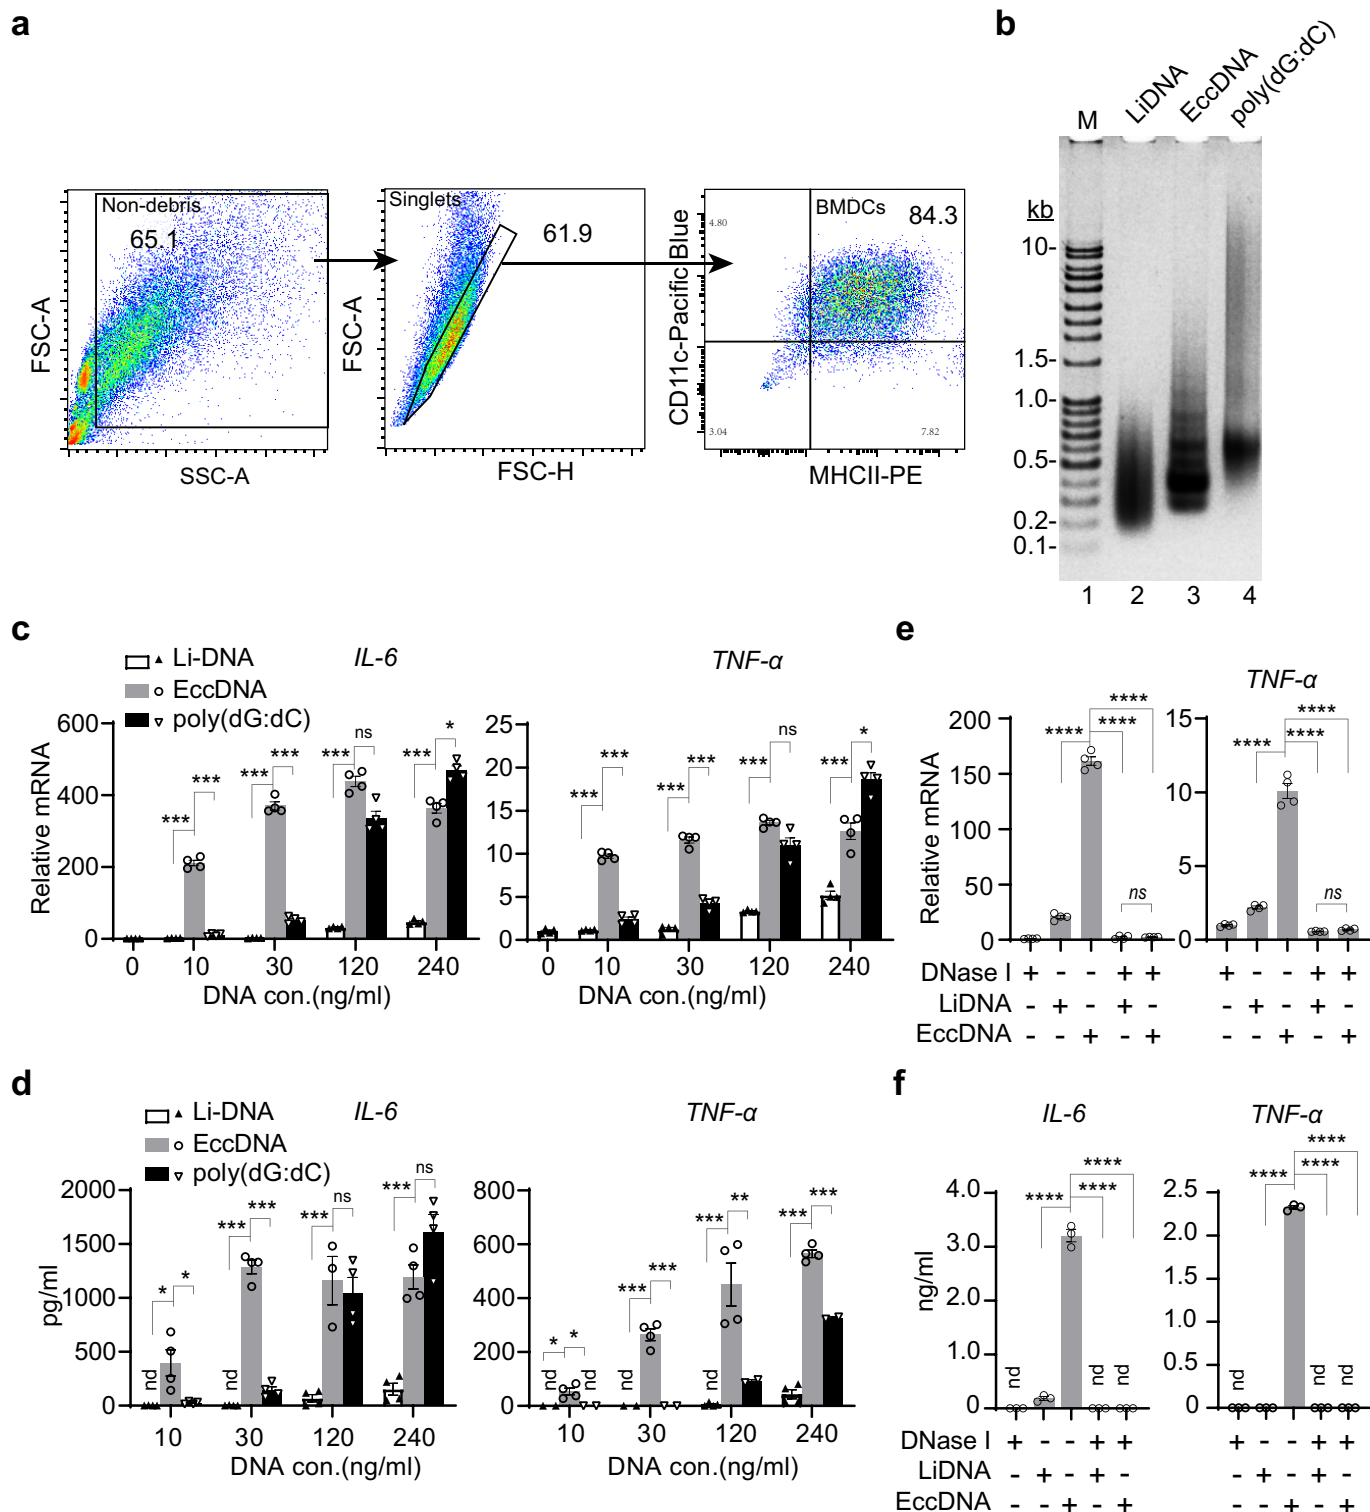 a
Non-debris
65.1
FSC-A
SSC-A
Singlets
61.9
FSC-A
FSC-H
4.80
BMDCs
84.3
CD11c-Pacific Blue
3.04
7.82
MHCII-PE
b
M
LiDNA
EccDNA
poly(dG:dC)
kb
10-
1.5-
1.0-
0.5-
0.2-
0.1-
1 2 3 4
c
Li-DNA
EccDNA
poly(dG:dC)
IL-6
Relative mRNA
600
400
200
0
*** *** *** *** *** ns *** *
0 10 30 120 240
DNA con.(ng/ml)
TNF-α
25
20
15
10
5
0
*** *** *** *** *** ns *** *
0 10 30 120 240
DNA con.(ng/ml)
d
Li-DNA
EccDNA
poly(dG:dC)
IL-6
pg/ml
2000
1500
1000
500
0
* * *** *** *** ns *** ns
nd nd
10 30 120 240
DNA con.(ng/ml)
TNF-α
800
600
400
200
0
* * *** *** *** ** *** ***
nd nd nd
10 30 120 240
DNA con.(ng/ml)
e
Relative mRNA
200
150
100
50
0
**** **** ****
ns
TNF-α
15
10
5
0
**** **** ****
ns
DNase I + - - + + + - - + +
LiDNA - + - + - - + - + -
EccDNA - - + - + - - + - +
f
IL-6
ng/ml
4.0
3.0
2.0
1.0
0
**** **** ****
nd nd nd
TNF-α
2.5
2.0
1.5
1.0
0.5
0
**** **** ****
nd nd nd
DNase I + - - + + + - - + +
LiDNA - + - + - - + - + -
EccDNA - - + - + - - + - +